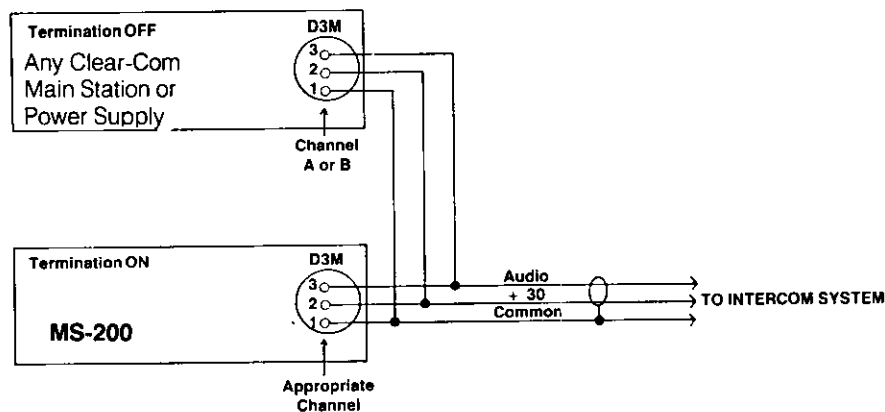 Termination OFF
D3M
Any Clear-Com
Main Station or
Power Supply
3
2
1
Channel
A or B
Termination ON
D3M
MS-200
3
2
1
Audio
+ 30
Common
TO INTERCOM SYSTEM
Appropriate
Channel